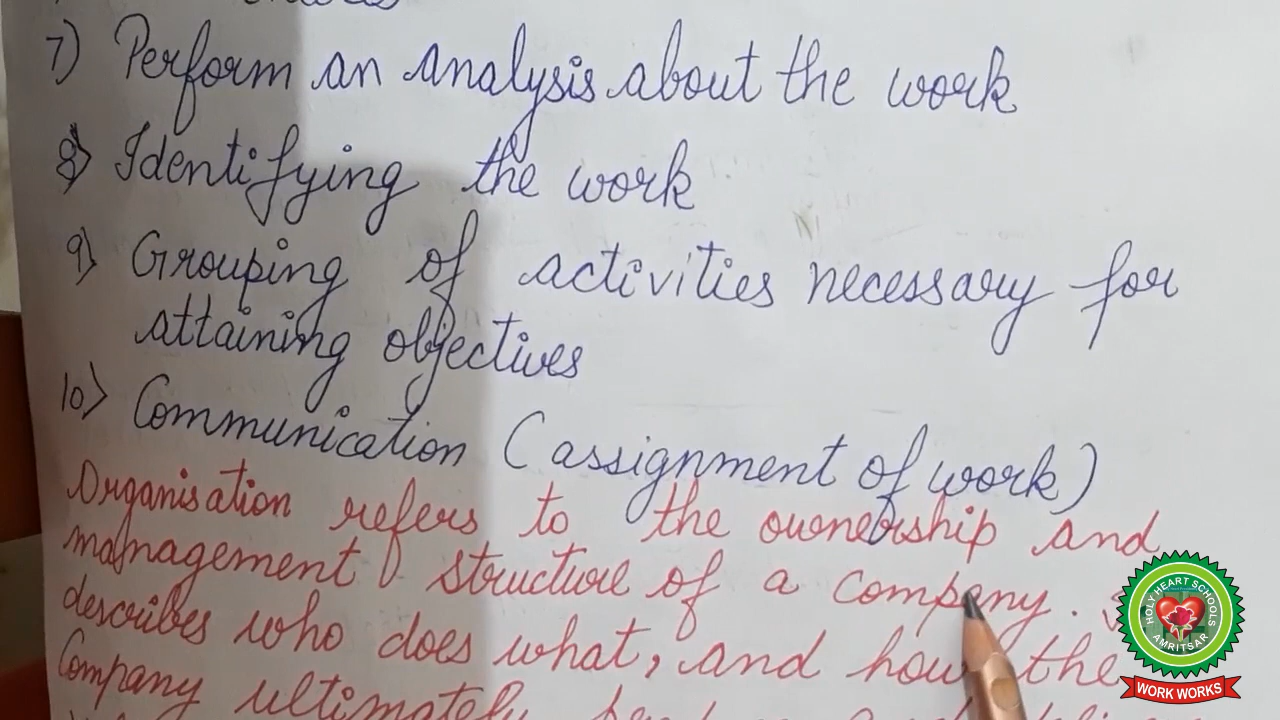 7) Perform an analysis about the work
8) Identifying the work
9) Grouping of activities necessary for
attaining objectives
10) Communication (assignment of work)
Organisation refers to the ownership and
management structure of a company.
describes who does what, and how the
Company ultimately
HOLY HEART SCHOOLS
AMRITSAR
WORK WORKS